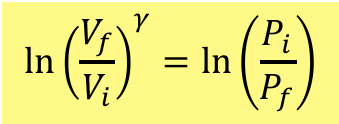 ln (V_f / V_i)^γ = ln (P_i / P_f)